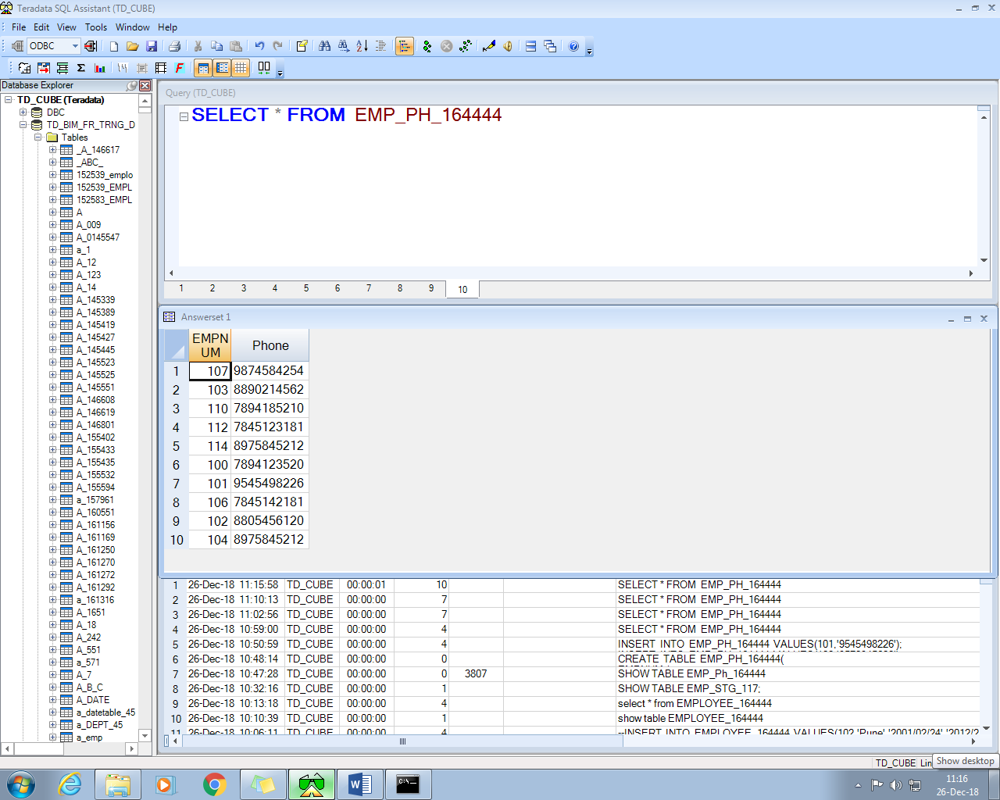 Teradata SQL Assistant (TD_CUBE)
File Edit View Tools Window Help
ODBC
Database Explorer
TD_CUBE (Teradata)
DBC
TD_BIM_FR_TRNG_D
Tables
_A_146617
_ABC_
152539_emplo
152539_EMPL
152583_EMPL
A
A_009
A_0145547
a_1
A_12
A_123
A_14
A_145339
A_145389
A_145419
A_145427
A_145445
A_145523
A_145525
A_145551
A_146608
A_146619
A_146801
A_155402
A_155433
A_155435
A_155532
A_155594
a_157961
A_160551
A_161156
A_161169
A_161250
A_161270
A_161272
A_161292
a_161316
A_1651
A_18
A_242
A_551
a_571
A_7
A_B_C
A_DATE
a_datetable_45
a_DEPT_45
a_emp
Query (TD_CUBE)
SELECT * FROM EMP_PH_164444
1 2 3 4 5 6 7 8 9 10
Answerset 1
EMPN
UM Phone
1 107 9874584254
2 103 8890214562
3 110 7894185210
4 112 7845123181
5 114 8975845212
6 100 7894123520
7 101 9545498226
8 106 7845142181
9 102 8805456120
10 104 8975845212
1 26-Dec-18 11:15:58 TD_CUBE 00:00:01 10 SELECT * FROM EMP_PH_164444
2 26-Dec-18 11:10:13 TD_CUBE 00:00:00 7 SELECT * FROM EMP_PH_164444
3 26-Dec-18 11:02:56 TD_CUBE 00:00:00 7 SELECT * FROM EMP_PH_164444
4 26-Dec-18 10:59:00 TD_CUBE 00:00:00 4 SELECT * FROM EMP_PH_164444
5 26-Dec-18 10:50:59 TD_CUBE 00:00:00 4 INSERT INTO EMP_PH_164444 VALUES(101,'9545498226');
6 26-Dec-18 10:48:14 TD_CUBE 00:00:00 0 CREATE TABLE EMP_PH_164444(
7 26-Dec-18 10:47:28 TD_CUBE 00:00:00 0 3807 SHOW TABLE EMP_Ph_164444
8 26-Dec-18 10:32:16 TD_CUBE 00:00:00 1 SHOW TABLE EMP_STG_117;
9 26-Dec-18 10:13:18 TD_CUBE 00:00:00 4 select * from EMPLOYEE_164444
10 26-Dec-18 10:10:39 TD_CUBE 00:00:00 1 show table EMPLOYEE_164444
11 26-Dec-18 10:06:11 TD_CUBE 00:00:00 4 --INSERT INTO EMPLOYEE_164444 VALUES(102,'Pune','2001/02/24','2012/2
TD_CUBE Lin
Show desktop
11:16
26-Dec-18